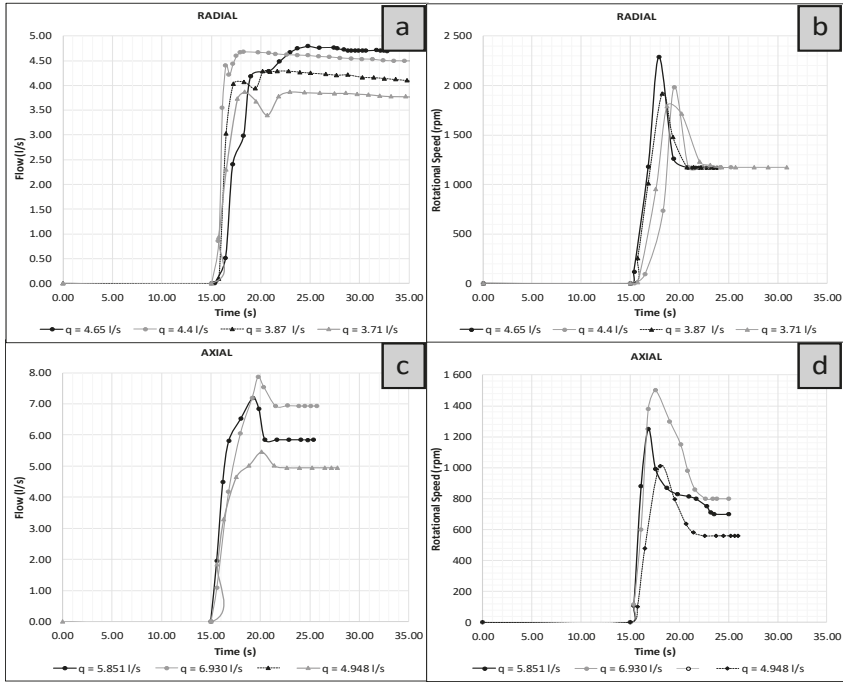 RADIAL
a
5.00
4.50
4.00
3.50
3.00
2.50
2.00
1.50
1.00
0.50
0.00
Flow (l/s)
0.00 5.00 10.00 15.00 20.00 25.00 30.00 35.00
Time (s)
q = 4.65 l/s q = 4.4 l/s q = 3.87 l/s q = 3.71 l/s
RADIAL
b
2 500
2 000
1 500
1 000
500
0
Rotational Speed (rpm)
0.00 5.00 10.00 15.00 20.00 25.00 30.00 35.00
Time (s)
q = 4.65 l/s q = 4.4 l/s q = 3.87 l/s q = 3.71 l/s
AXIAL
c
8.00
7.00
6.00
5.00
4.00
3.00
2.00
1.00
0.00
Flow (l/s)
0.00 5.00 10.00 15.00 20.00 25.00 30.00 35.00
Time (s)
q = 5.851 l/s q = 6.930 l/s q = 4.948 l/s
AXIAL
d
1 600
1 400
1 200
1 000
800
600
400
200
0
Rotational Speed (rpm)
0.00 5.00 10.00 15.00 20.00 25.00 30.00 35.00
Time (s)
q = 5.851 l/s q = 6.930 l/s q = 4.948 l/s